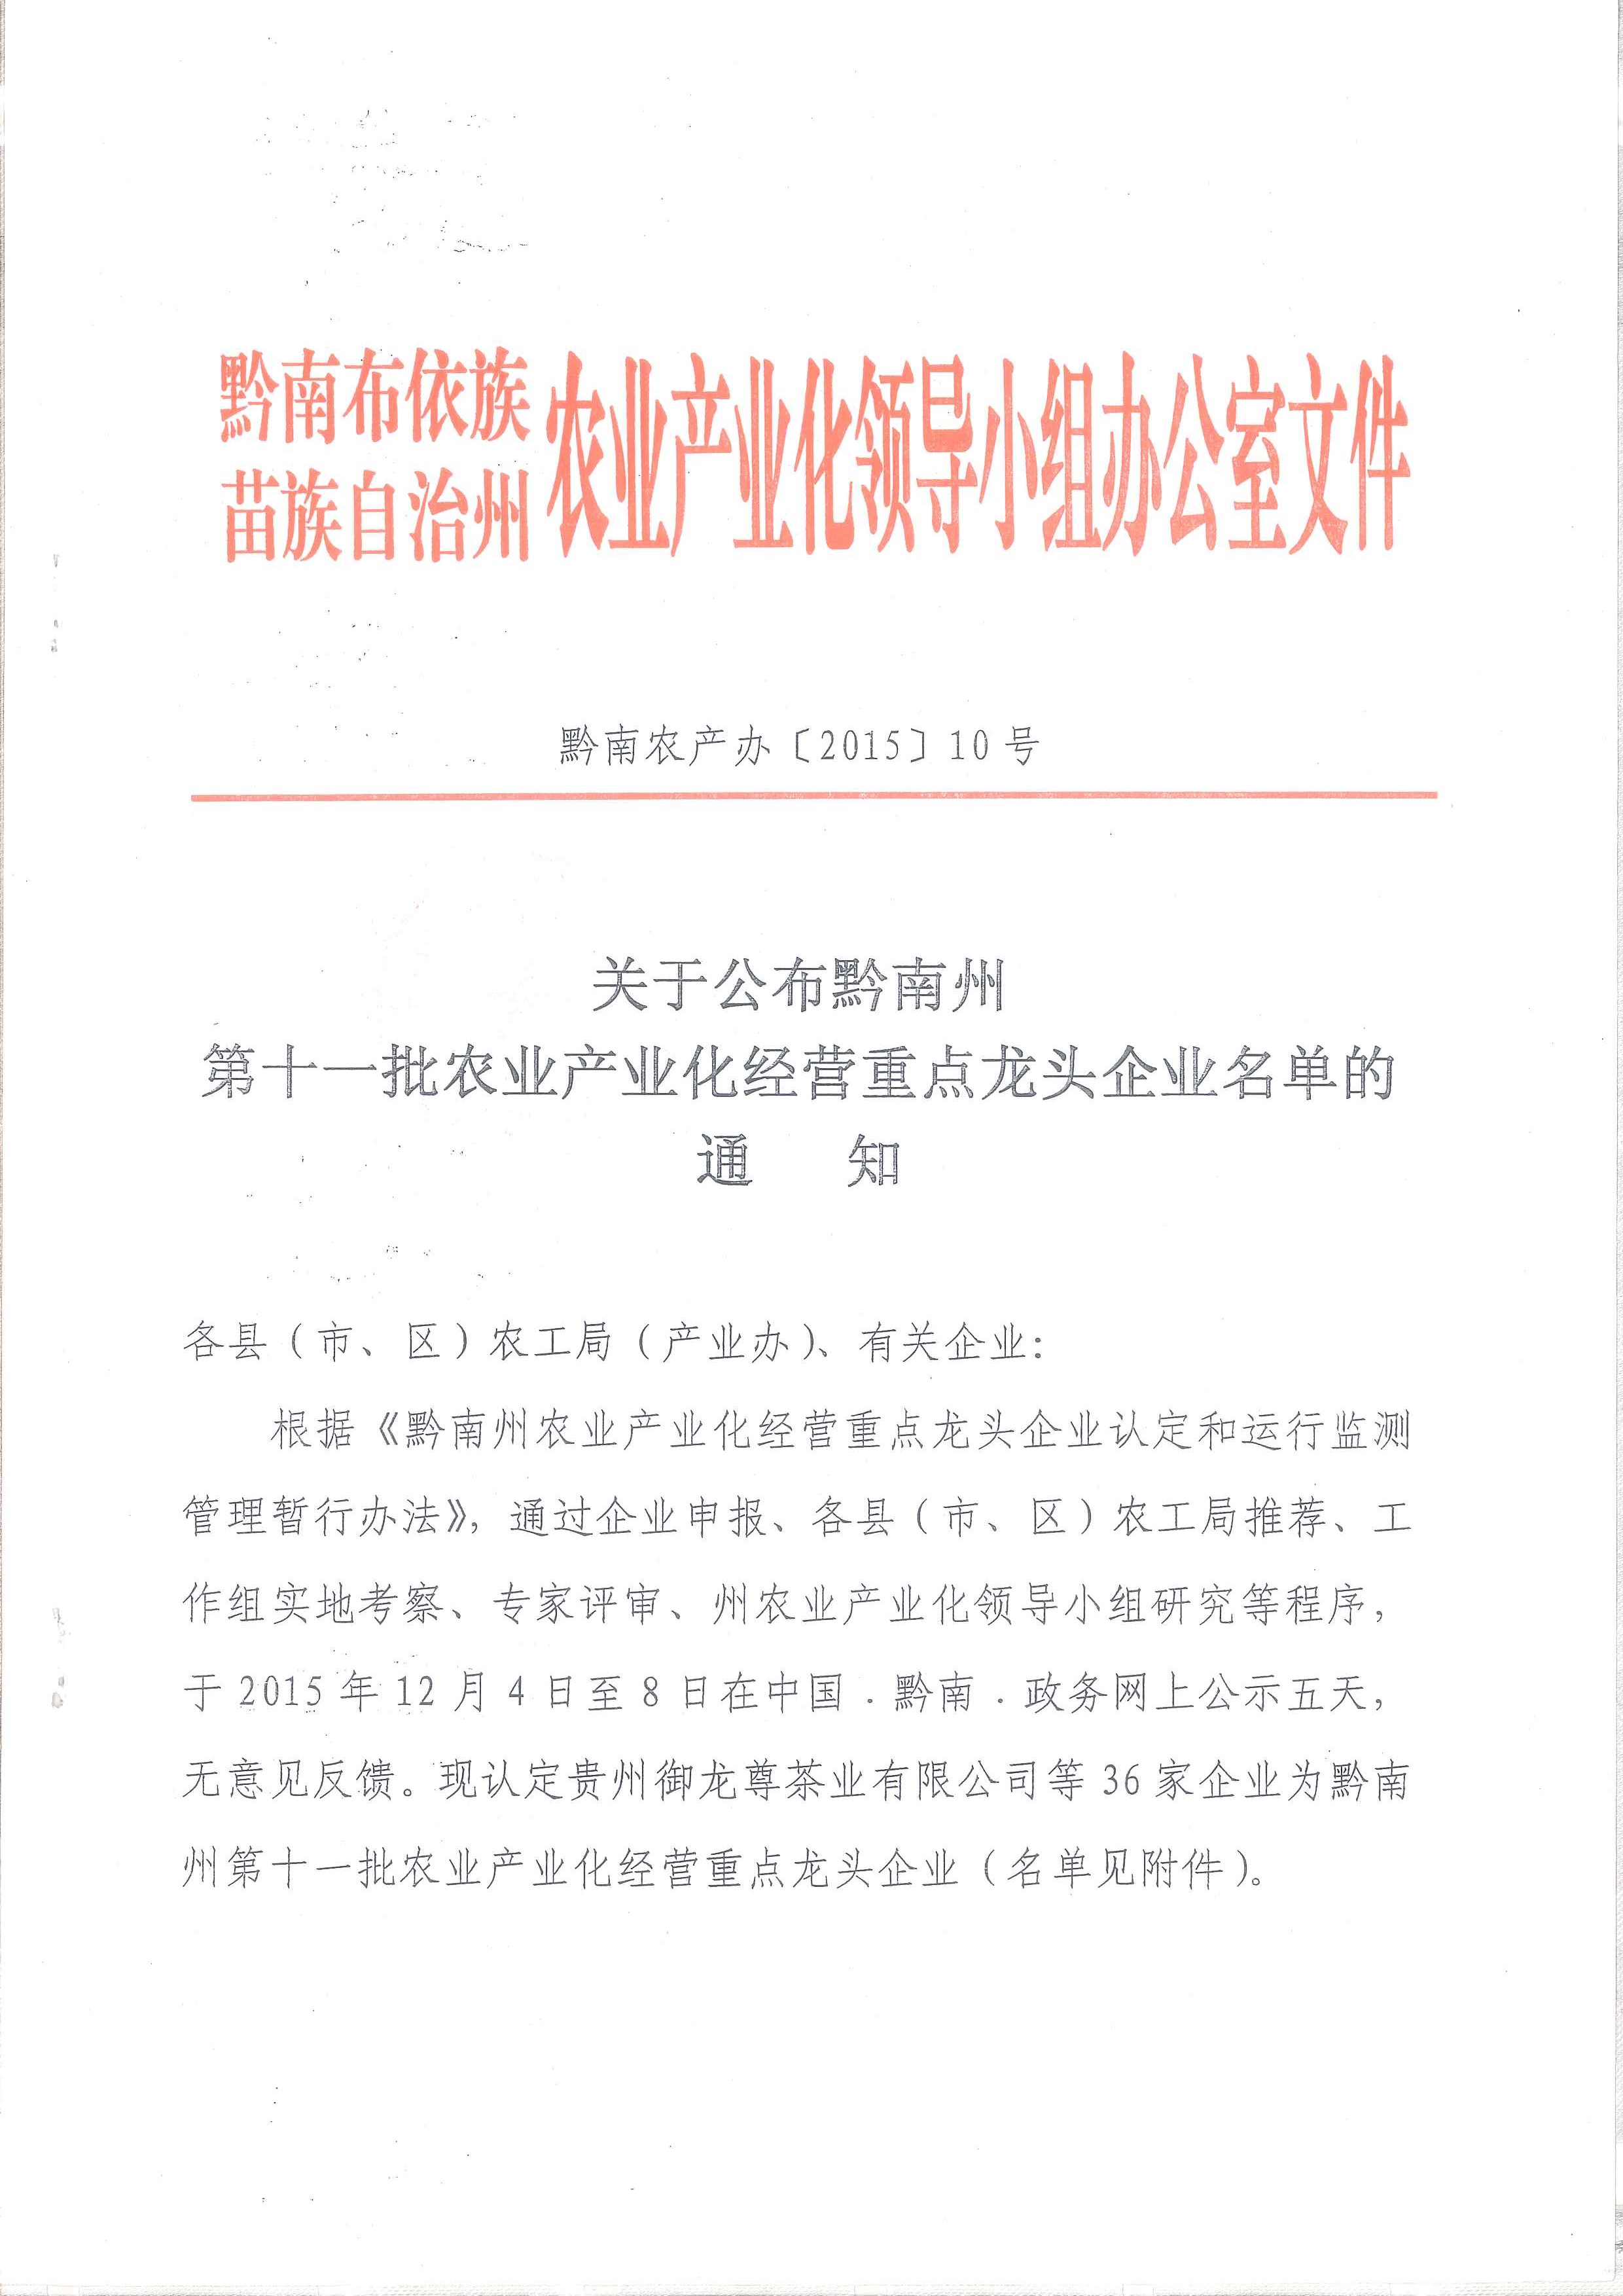 黔南布依族
苗族自治州
农业产业化领导小组办公室文件
黔南农产办〔2015〕10号
关于公布黔南州
第十一批农业产业化经营重点龙头企业名单的
通 知
各县（市、区）农工局（产业办）、有关企业：
根据《黔南州农业产业化经营重点龙头企业认定和运行监测
管理暂行办法》，通过企业申报、各县（市、区）农工局推荐、工
作组实地考察、专家评审、州农业产业化领导小组研究等程序，
于 2015 年 12 月 4 日至 8 日在中国．黔南．政务网上公示五天，
无意见反馈。现认定贵州御龙尊茶业有限公司等 36 家企业为黔南
州第十一批农业产业化经营重点龙头企业（名单见附件）。